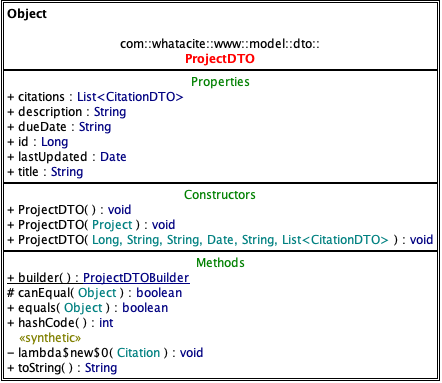 Object
com::whatacite::www::model::dto::
ProjectDTO
Properties
+ citations : List<CitationDTO>
+ description : String
+ dueDate : String
+ id : Long
+ lastUpdated : Date
+ title : String
Constructors
+ ProjectDTO( ) : void
+ ProjectDTO( Project ) : void
+ ProjectDTO( Long, String, String, Date, String, List<CitationDTO> ) : void
Methods
+ builder( ) : ProjectDTOBuilder
# canEqual( Object ) : boolean
+ equals( Object ) : boolean
+ hashCode( ) : int
«synthetic»
– lambda$new$0( Citation ) : void
+ toString( ) : String